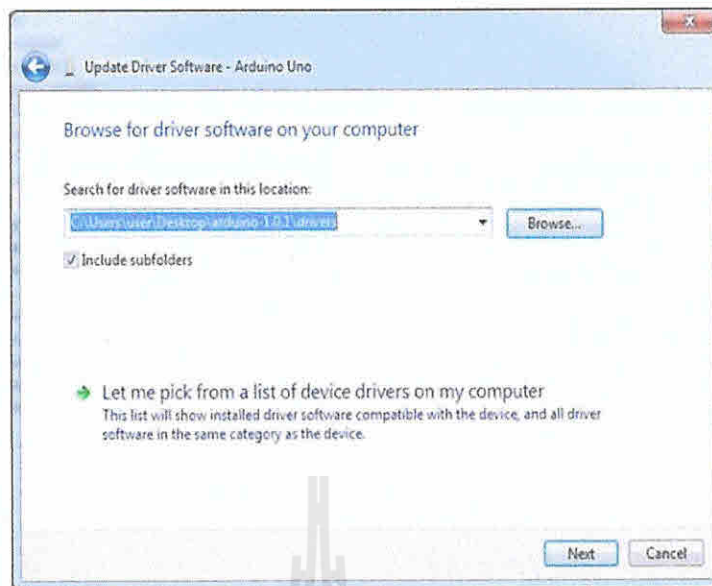 Update Driver Software - Arduino Uno
Browse for driver software on your computer
Search for driver software in this location:
C:\Users\user\Desktop\arduino-1.0.1\drivers
Browse...
Include subfolders
Let me pick from a list of device drivers on my computer
This list will show installed driver software compatible with the device, and all driver
software in the same category as the device.
Next
Cancel